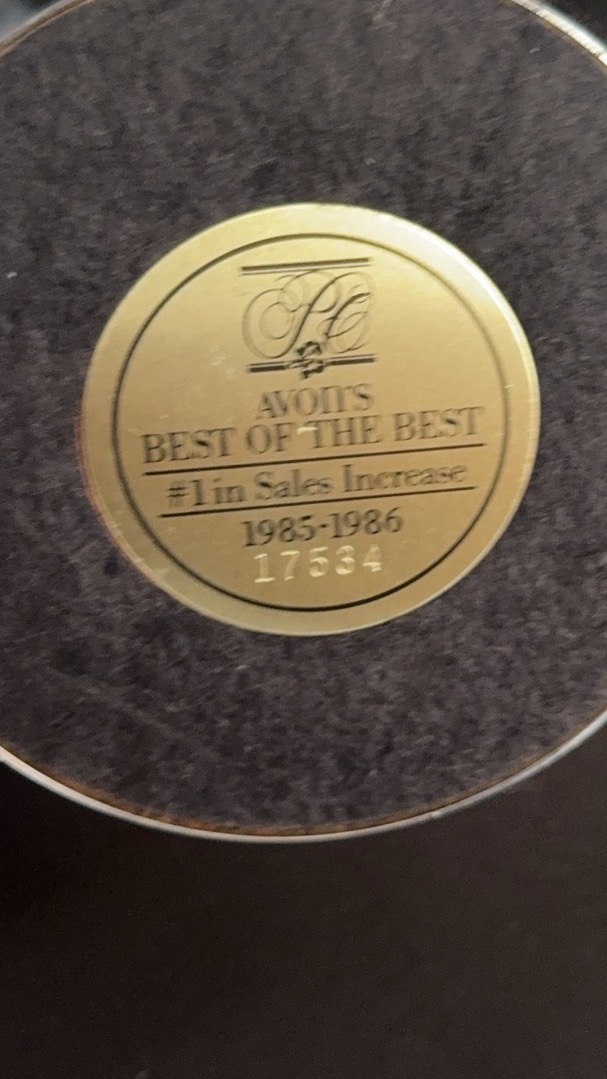 AVON'S
BEST OF THE BEST
#1 in Sales Increase
1985-1986
17534